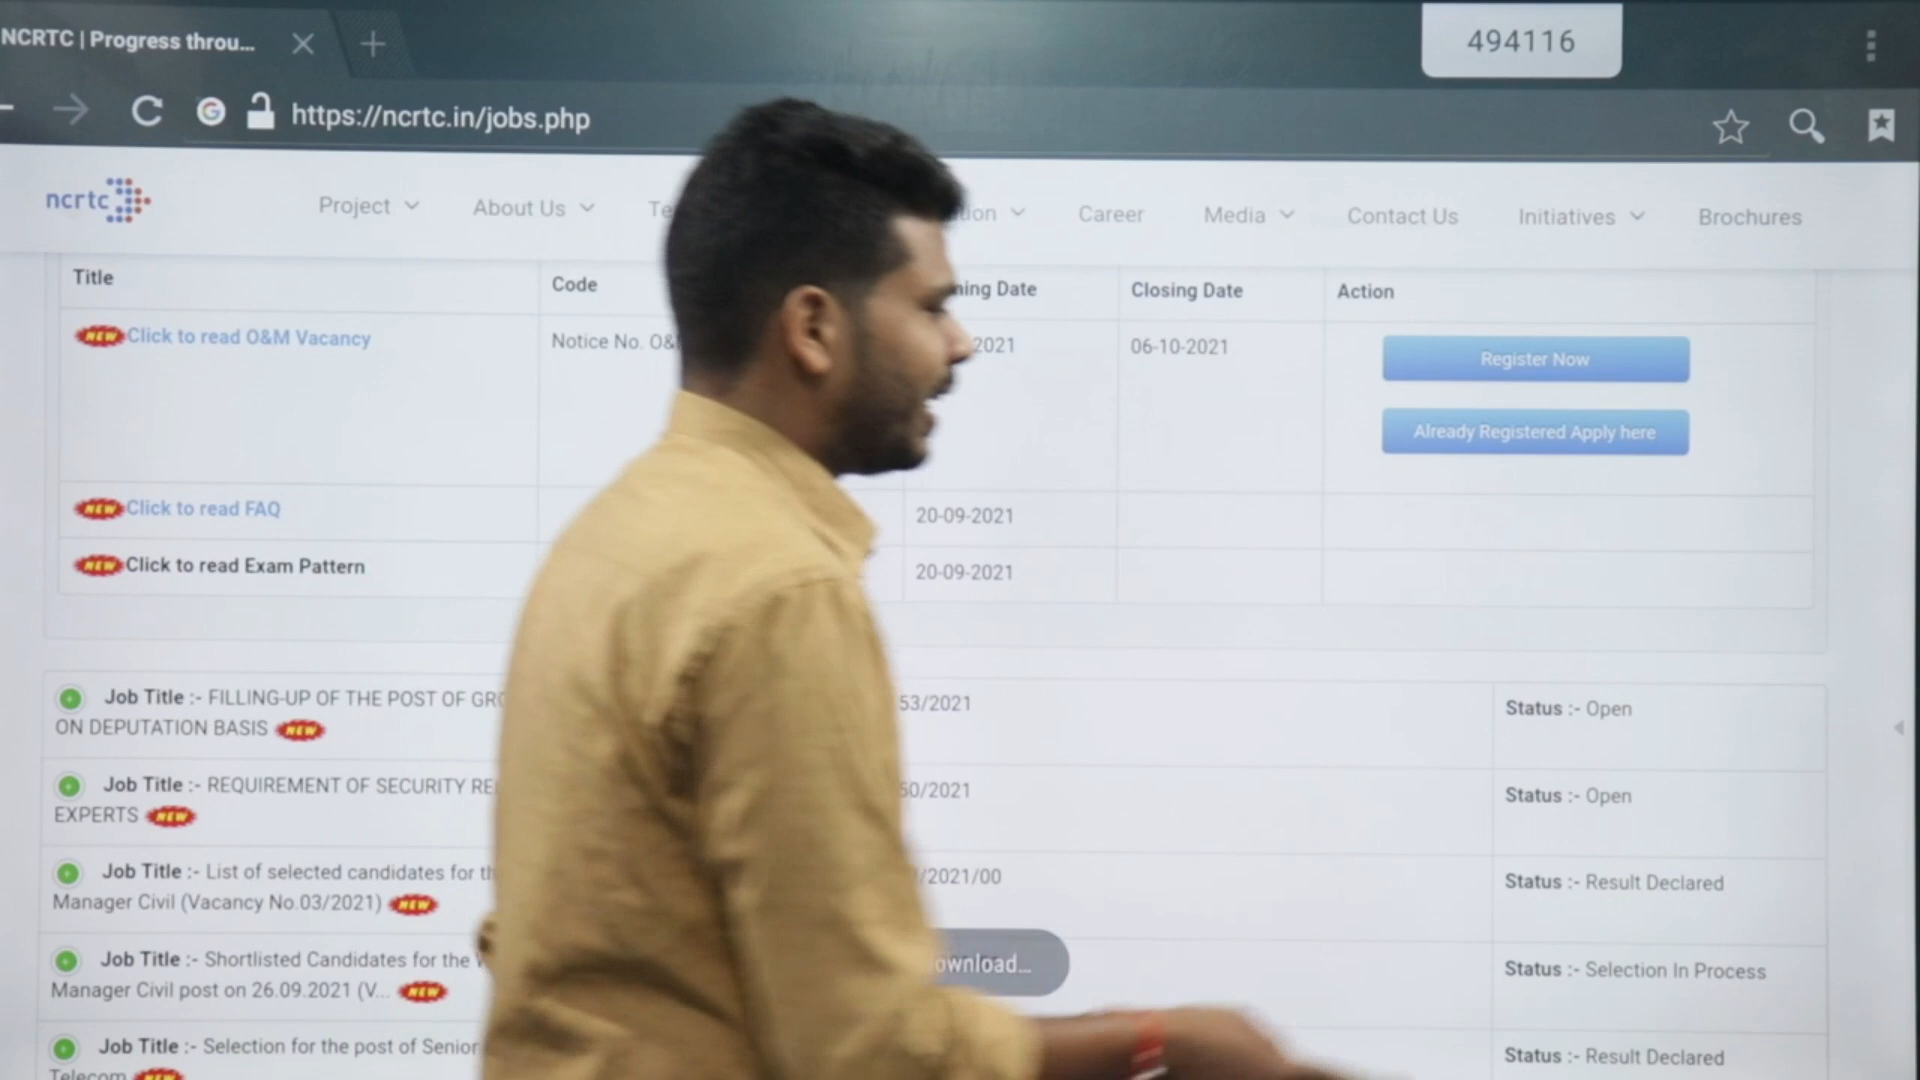 NCRTC | Progress throu...
494116
https://ncrtc.in/jobs.php
ncrtc
Project About Us Career Media Contact Us Initiatives Brochures
Title Code Date Closing Date Action
NEW Click to read O&M Vacancy Notice No. 2021 06-10-2021 Register Now
Already Registered Apply here
NEW Click to read FAQ 20-09-2021
NEW Click to read Exam Pattern 20-09-2021
Job Title :- FILLING-UP OF THE POST OF 53/2021 Status :- Open
ON DEPUTATION BASIS NEW
Job Title :- REQUIREMENT OF SECURITY 50/2021 Status :- Open
EXPERTS NEW
Job Title :- List of selected candidates for /2021/00 Status :- Result Declared
Manager Civil (Vacancy No.03/2021) NEW
Job Title :- Shortlisted Candidates for the Status :- Selection In Process
Manager Civil post on 26.09.2021 (V... NEW
Job Title :- Selection for the post of Senior Status :- Result Declared
Telecom NEW